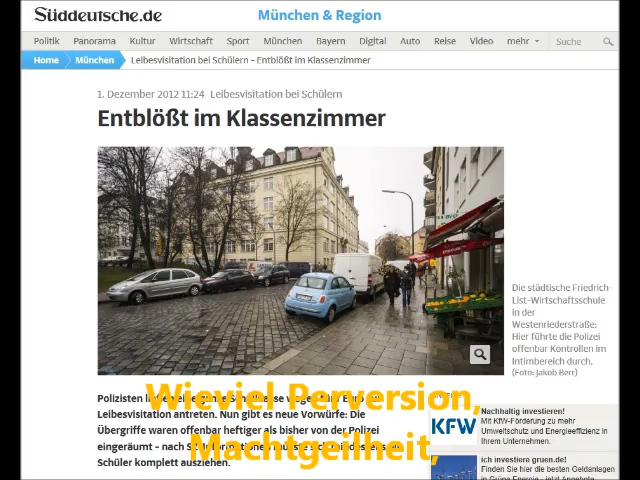 Süddeutsche.de
München & Region
Politik Panorama Kultur Wirtschaft Sport München Bayern Digital Auto Reise Video mehr Suche
Home München Leibesvisitation bei Schülern - Entblößt im Klassenzimmer
1. Dezember 2012 11:24 Leibesvisitation bei Schülern
Entblößt im Klassenzimmer
Die städtische Friedrich-
List-Wirtschaftsschule
in der
Westenriederstraße:
Hier führte die Polizei
offenbar Kontrollen im
Intimbereich durch.
(Foto: Jakob Berr)
Polizisten
Leibesvisitation antreten. Nun gibt es neue Vorwürfe: Die
Übergriffe waren offenbar heftiger als bisher von der Polizei
eingeräumt - nach
Schüler komplett ausziehen.
Wieviel Perversion,
Machtgeilheit,
KFW
Nachhaltig investieren!
Mit KfW-Förderung zu mehr
Umweltschutz und Energieeffizienz in
Ihrem Unternehmen.
ich investiere gruen.de!
Finden Sie hier die besten Geldanlagen